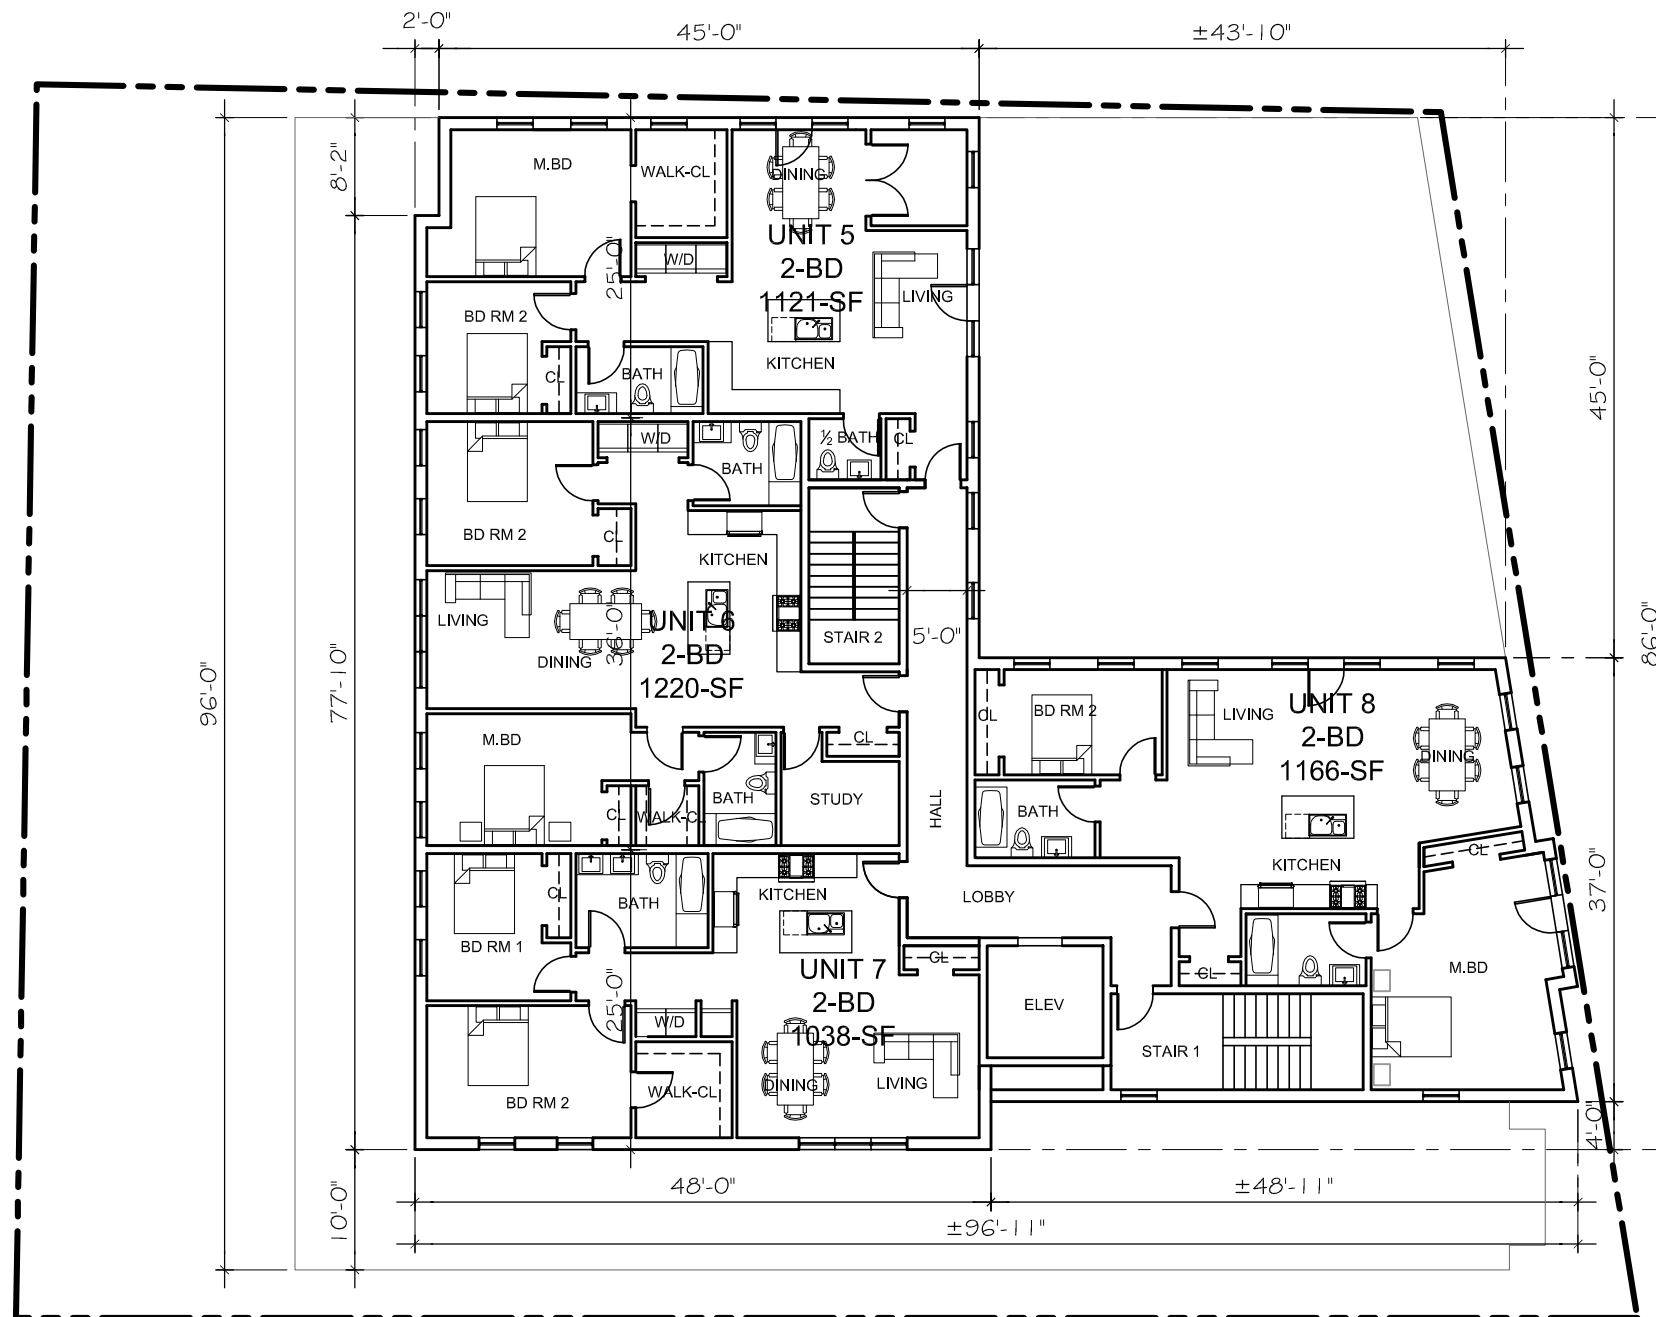 2'-0"
45'-0"
±43'-10"
8'-2"
M.BD
WALK-CL
DINING
UNIT 5
2-BD
1121-SF
25'-0"
W/D
LIVING
BD RM 2
CL
BATH
KITCHEN
45'-0"
W/D
BATH
½ BATH
CL
BD RM 2
CL
KITCHEN
LIVING
DINING
36'-0"
UNIT 6
2-BD
1220-SF
STAIR 2
5'-0"
86'-0"
96'-0"
77'-10"
M.BD
CL
WALK-CL
BATH
CL
STUDY
HALL
CL
BD RM 2
LIVING
UNIT 8
2-BD
1166-SF
DINING
BATH
KITCHEN
CL
37'-0"
BD RM 1
CL
BATH
KITCHEN
LOBBY
UNIT 7
2-BD
1038-SF
CL
CL
M.BD
25'-0"
W/D
ELEV
STAIR 1
BD RM 2
WALK-CL
DINING
LIVING
4'-0"
10'-0"
48'-0"
±48'-11"
±96'-11"